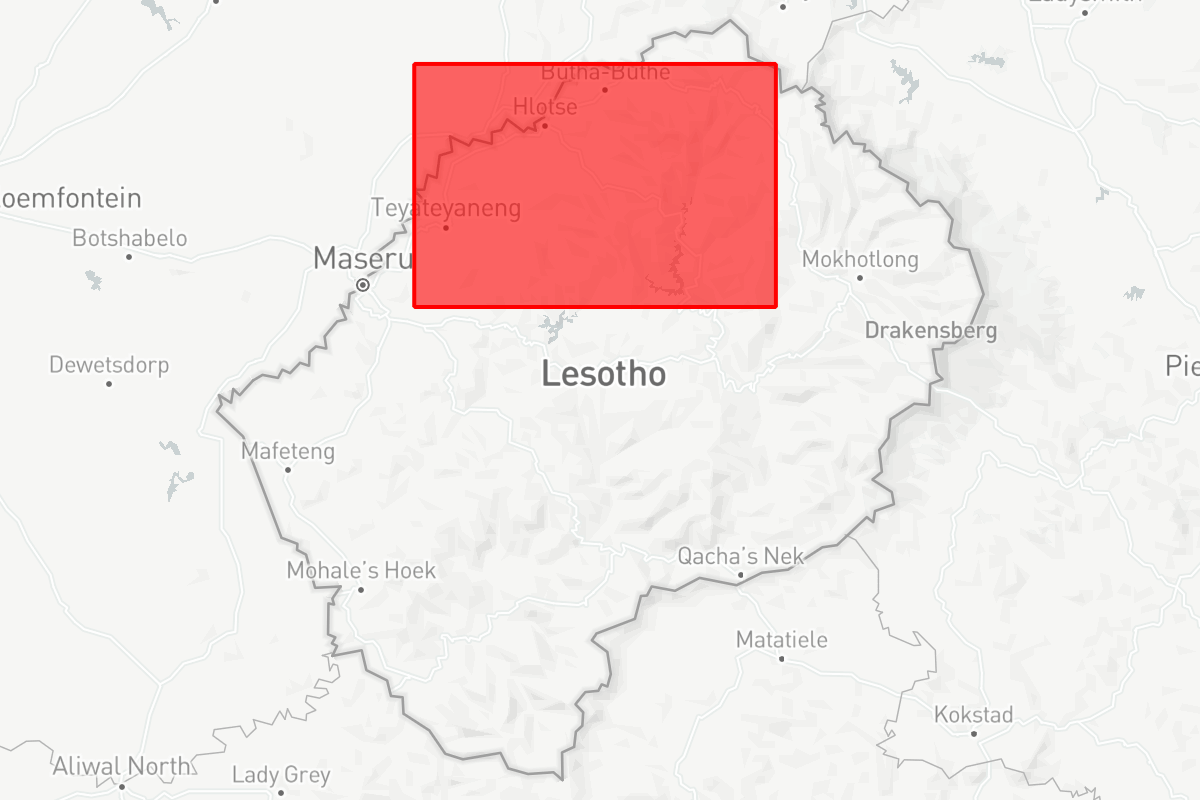 Ladysmith
Butha-Buthe
Hlotse
oemfontein
Teyateyaneng
Botshabelo
Maseru
Mokhotlong
Drakensberg
Dewetsdorp
Lesotho
Pie
Mafeteng
Qacha's Nek
Mohale's Hoek
Matatiele
Kokstad
Aliwal North
Lady Grey